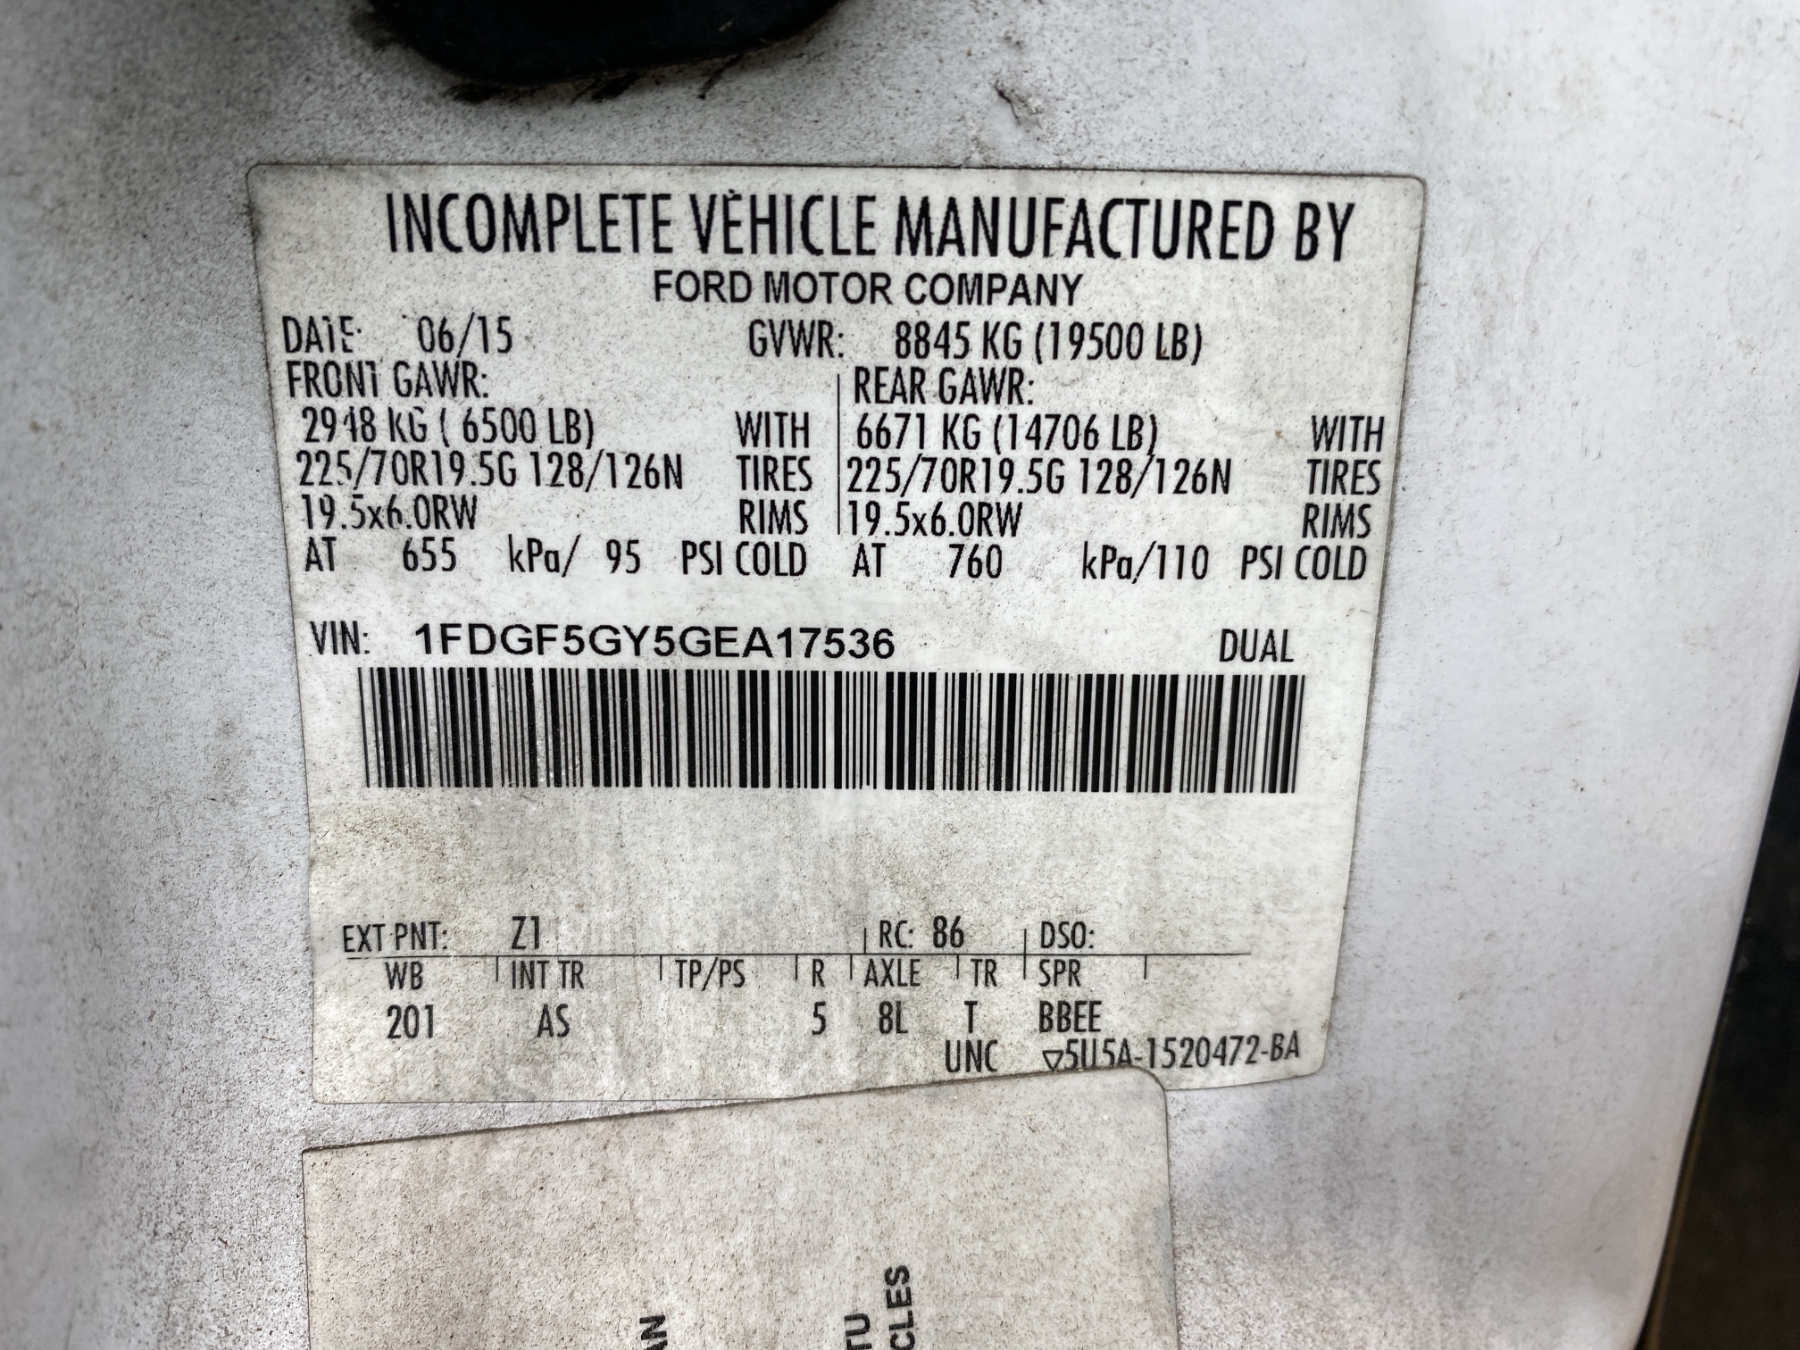 INCOMPLETE VEHICLE MANUFACTURED BY
FORD MOTOR COMPANY
DATE: 06/15 GVWR: 8845 KG (19500 LB)
FRONT GAWR: REAR GAWR:
2948 KG ( 6500 LB) WITH 6671 KG (14706 LB) WITH
225/70R19.5G 128/126N TIRES 225/70R19.5G 128/126N TIRES
19.5x6.0RW RIMS 19.5x6.0RW RIMS
AT 655 kPa/ 95 PSI COLD AT 760 kPa/110 PSI COLD
VIN: 1FDGF5GY5GEA17536 DUAL
EXT PNT: Z1 RC: 86 DSO:
WB INT TR TP/PS R AXLE TR SPR
201 AS 5 8L T BBEE
UNC ▽5U5A-1520472-BA
AN
TU
CLES